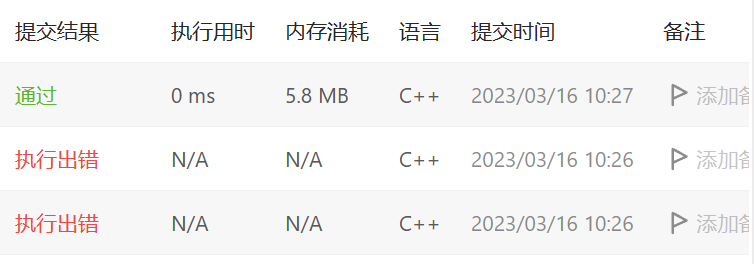 提交结果 执行用时 内存消耗 语言 提交时间 备注
通过 0 ms 5.8 MB C++ 2023/03/16 10:27 添加备
执行出错 N/A N/A C++ 2023/03/16 10:26 添加备
执行出错 N/A N/A C++ 2023/03/16 10:26 添加备